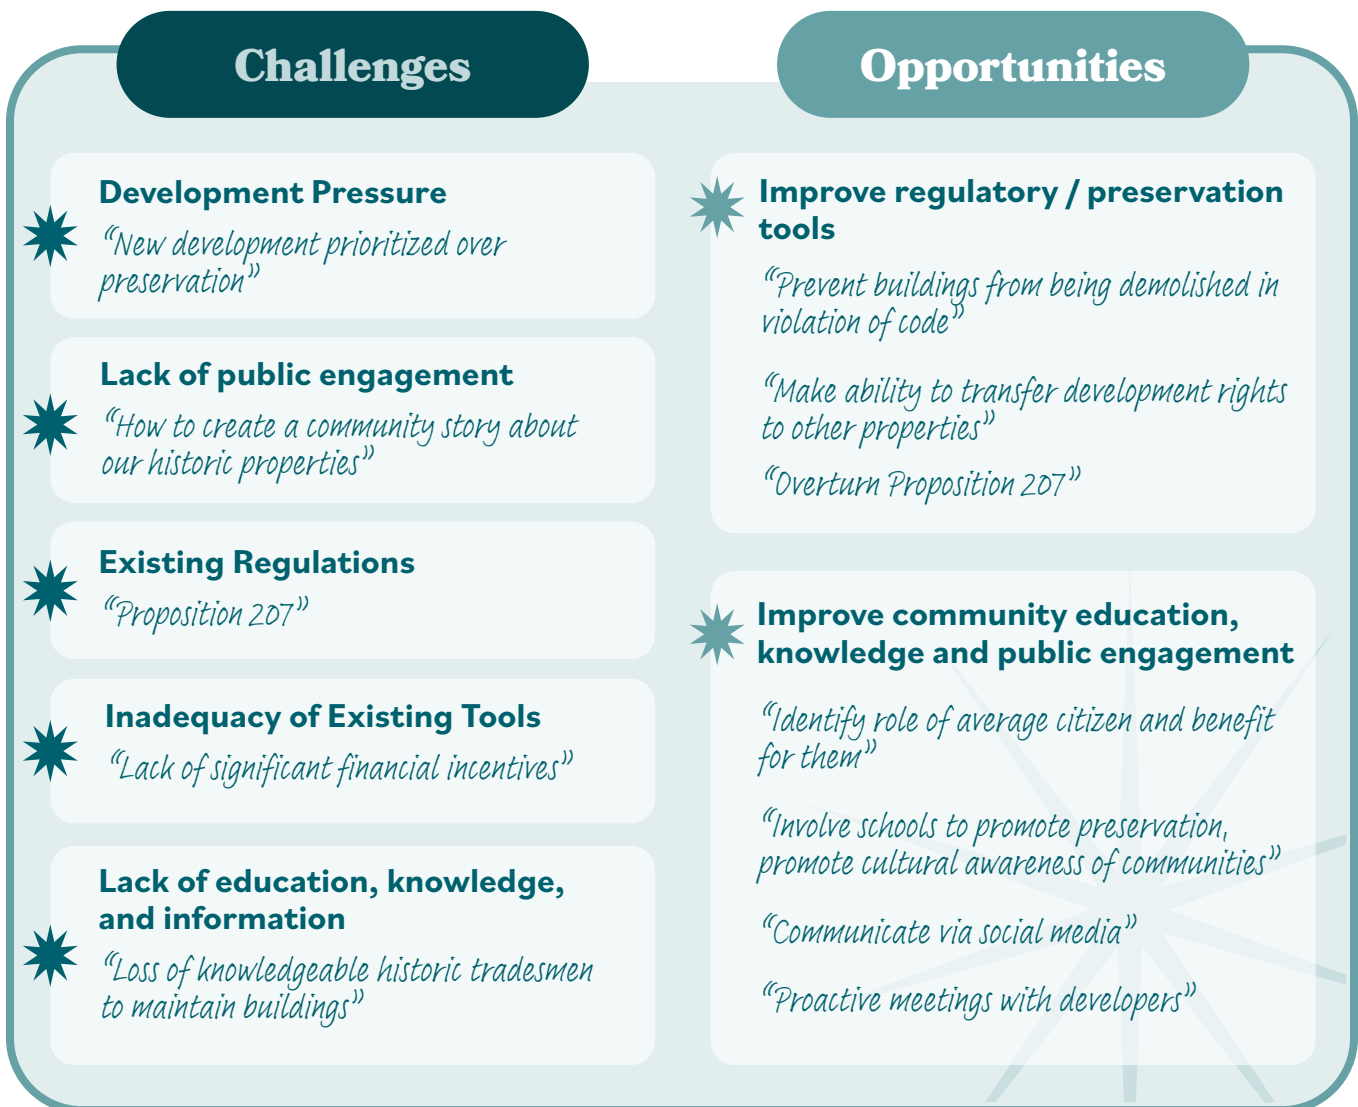 Challenges
Development Pressure
“New development prioritized over
preservation”
Lack of public engagement
“How to create a community story about
our historic properties”
Existing Regulations
“Proposition 207”
Inadequacy of Existing Tools
“Lack of significant financial incentives”
Lack of education, knowledge,
and information
“Loss of knowledgeable historic tradesmen
to maintain buildings”
Opportunities
Improve regulatory / preservation
tools
“Prevent buildings from being demolished in
violation of code”
“Make ability to transfer development rights
to other properties”
“Overturn Proposition 207”
Improve community education,
knowledge and public engagement
“Identify role of average citizen and benefit
for them”
“Involve schools to promote preservation,
promote cultural awareness of communities”
“Communicate via social media”
“Proactive meetings with developers”